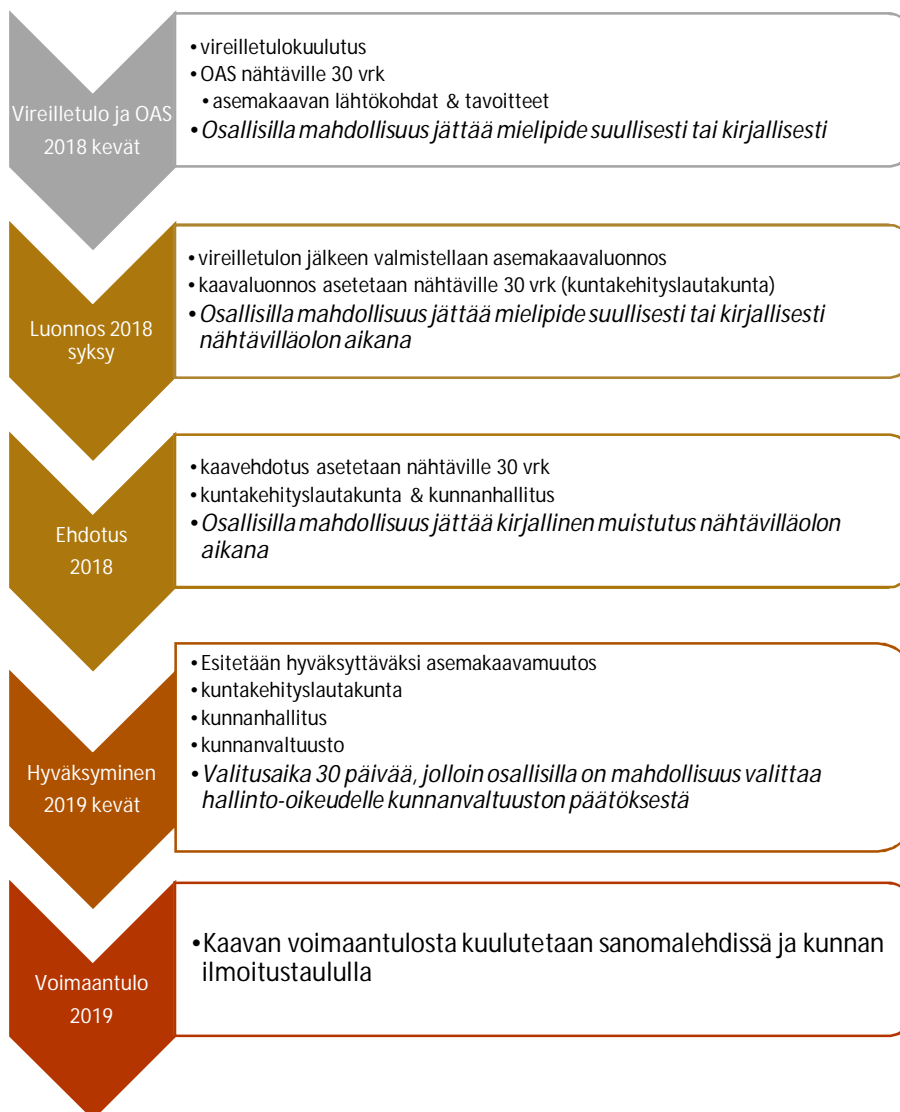 Vireilletulo ja OAS
2018 kevät
• vireilletulokuulutus
• OAS nähtäville 30 vrk
• asemakaavan lähtökohdat & tavoitteet
• Osallisilla mahdollisuus jättää mielipide suullisesti tai kirjallisesti
Luonnos 2018
syksy
• vireilletulon jälkeen valmistellaan asemakaavaluonnos
• kaavaluonnos asetetaan nähtäville 30 vrk (kuntakehityslautakunta)
• Osallisilla mahdollisuus jättää mielipide suullisesti tai kirjallisesti
nähtävilläolon aikana
Ehdotus
2018
• kaavehdotus asetetaan nähtäville 30 vrk
• kuntakehityslautakunta & kunnanhallitus
• Osallisilla mahdollisuus jättää kirjallinen muistutus nähtävilläolon
aikana
Hyväksyminen
2019 kevät
• Esitetään hyväksyttäväksi asemakaavamuutos
• kuntakehityslautakunta
• kunnanhallitus
• kunnanvaltuusto
• Valitusaika 30 päivää, jolloin osallisilla on mahdollisuus valittaa
hallinto-oikeudelle kunnanvaltuuston päätöksestä
Voimaantulo
2019
• Kaavan voimaantulosta kuulutetaan sanomalehdissä ja kunnan
ilmoitustaululla